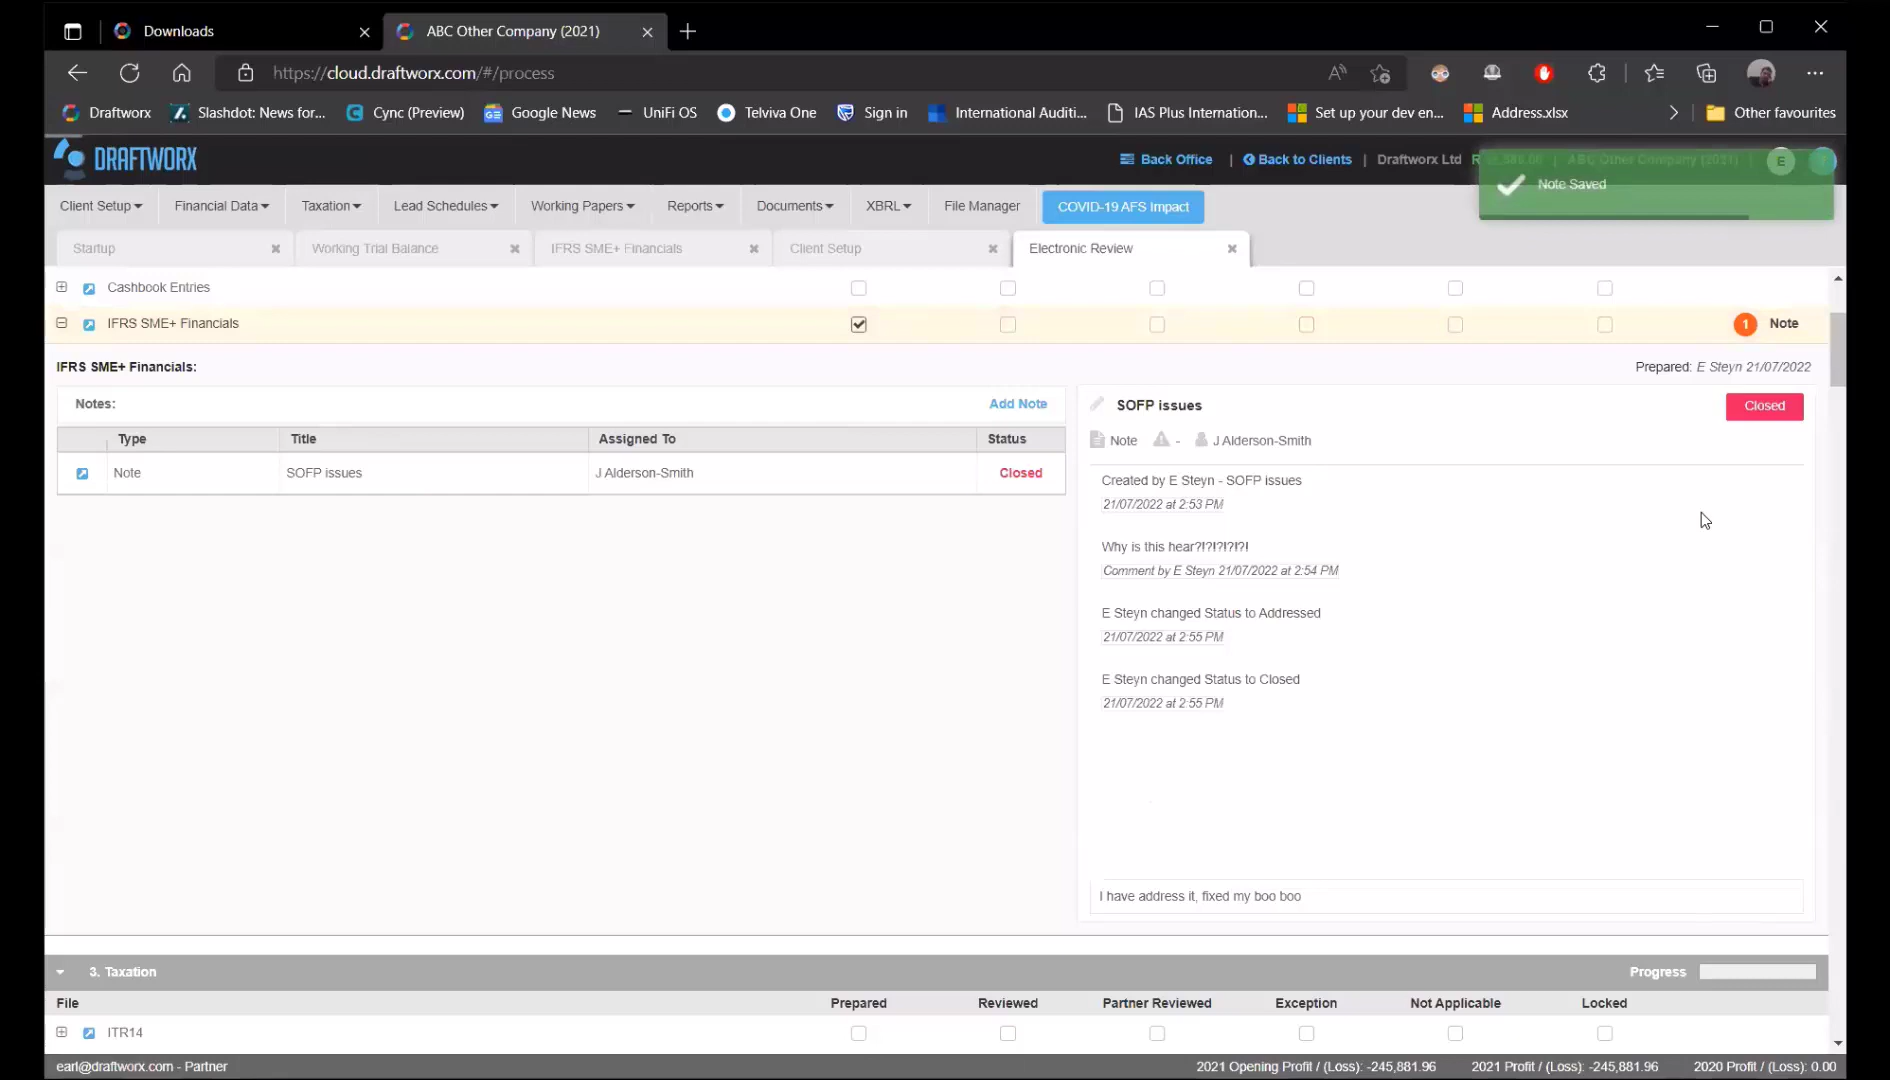 Downloads
ABC Other Company (2021)
https://cloud.draftworx.com/#/process
Draftworx
Slashdot: News for...
Cync (Preview)
Google News
UniFi OS
Telviva One
Sign in
International Auditi...
IAS Plus Internation...
Set up your dev en...
Address.xlsx
Other favourites
DRAFTWORX
Back Office | Back to Clients | Draftworx Ltd
ABC Other Company (2021)
E
Note Saved
Client Setup
Financial Data
Taxation
Lead Schedules
Working Papers
Reports
Documents
XBRL
File Manager
COVID-19 AFS Impact
Startup
Working Trial Balance
IFRS SME+ Financials
Client Setup
Electronic Review
Cashbook Entries
IFRS SME+ Financials
1 Note
IFRS SME+ Financials:
Prepared: E Steyn 21/07/2022
Notes:
Add Note
Type Title Assigned To Status
Note SOFP issues J Alderson-Smith Closed
SOFP issues
Closed
Note - J Alderson-Smith
Created by E Steyn - SOFP issues
21/07/2022 at 2:53 PM
Why is this hear?!?!?!?!?!
Comment by E Steyn 21/07/2022 at 2:54 PM
E Steyn changed Status to Addressed
21/07/2022 at 2:55 PM
E Steyn changed Status to Closed
21/07/2022 at 2:55 PM
I have address it, fixed my boo boo
3. Taxation
Progress
File Prepared Reviewed Partner Reviewed Exception Not Applicable Locked
ITR14
earl@draftworx.com - Partner
2021 Opening Profit / (Loss): -245,881.96
2021 Profit / (Loss): -245,881.96
2020 Profit / (Loss): 0.00